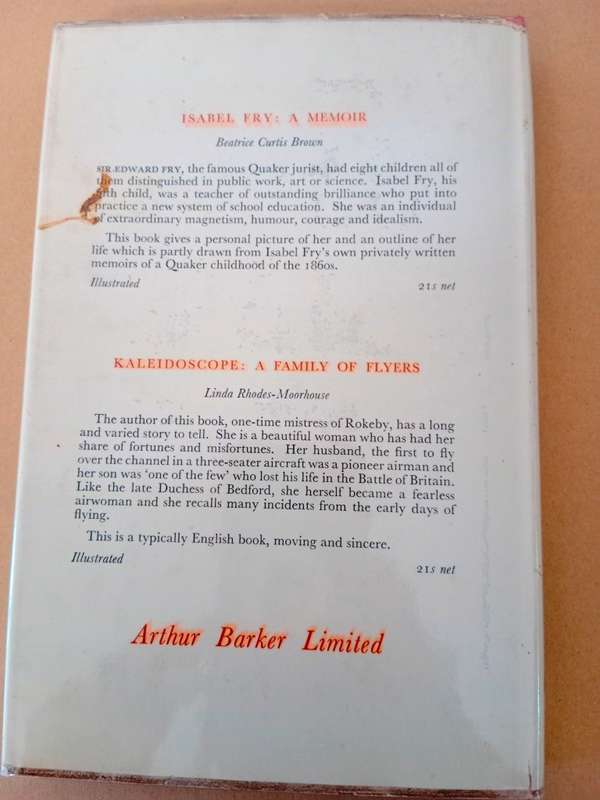 ISABEL FRY: A MEMOIR
Beatrice Curtis Brown
SIR EDWARD FRY, the famous Quaker jurist, had eight children all of
them distinguished in public work, art or science. Isabel Fry, his
fifth child, was a teacher of outstanding brilliance who put into
practice a new system of school education. She was an individual
of extraordinary magnetism, humour, courage and idealism.
This book gives a personal picture of her and an outline of her
life which is partly drawn from Isabel Fry's own privately written
memoirs of a Quaker childhood of the 1860s.
Illustrated 21s net
KALEIDOSCOPE: A FAMILY OF FLYERS
Linda Rhodes-Moorhouse
The author of this book, one-time mistress of Rokeby, has a long
and varied story to tell. She is a beautiful woman who has had her
share of fortunes and misfortunes. Her husband, the first to fly
over the channel in a three-seater aircraft was a pioneer airman and
her son was 'one of the few' who lost his life in the Battle of Britain.
Like the late Duchess of Bedford, she herself became a fearless
airwoman and she recalls many incidents from the early days of
flying.
This is a typically English book, moving and sincere.
Illustrated 21s net
Arthur Barker Limited